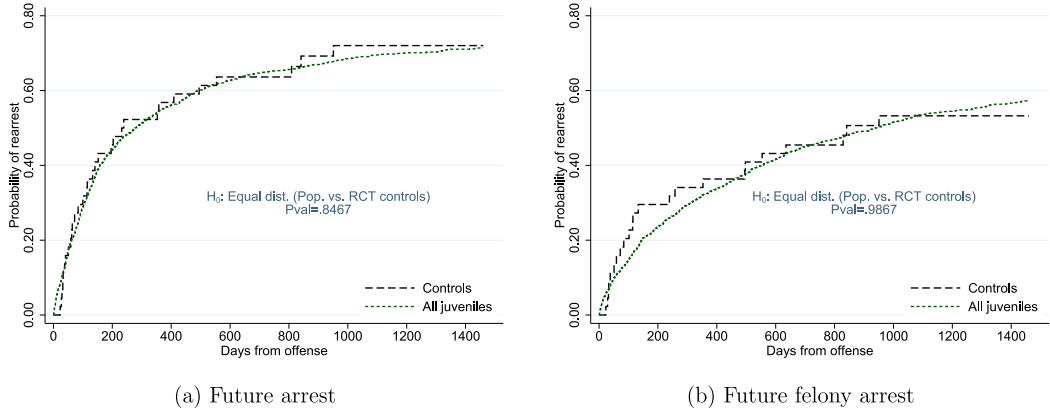 0.80
0.60
0.40
0.20
0.00
Probability of rearrest
H₀: Equal dist. (Pop. vs. RCT controls)
Pval=.8467
Controls
All juveniles
0 200 400 600 800 1000 1200 1400
Days from offense
(a) Future arrest
0.80
0.60
0.40
0.20
0.00
Probability of rearrest
H₀: Equal dist. (Pop. vs. RCT controls)
Pval=.9867
Controls
All juveniles
0 200 400 600 800 1000 1200 1400
Days from offense
(b) Future felony arrest